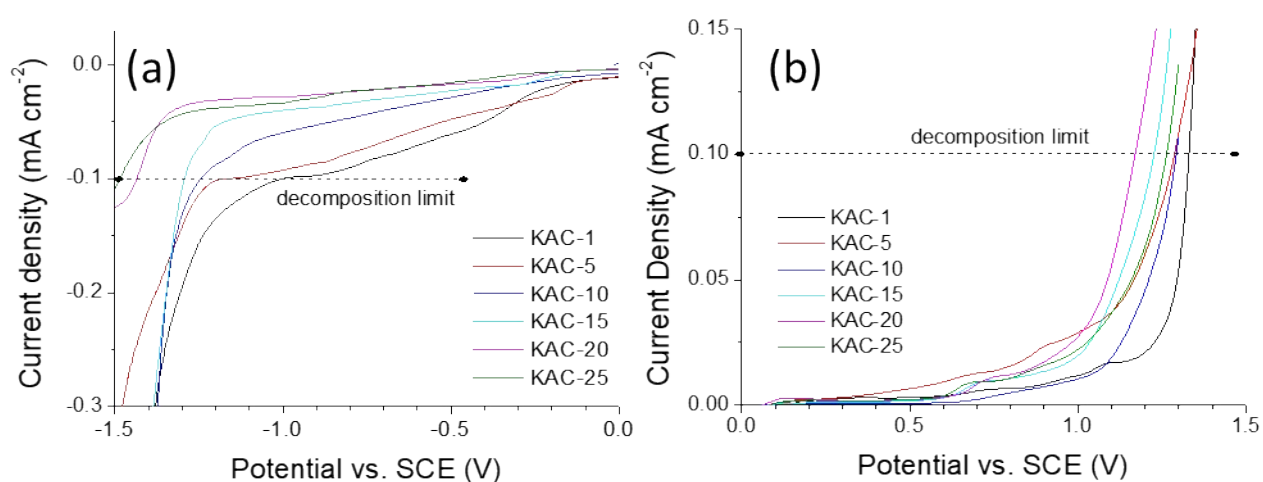 (a)
0.0
-0.1
-0.2
-0.3
Current density (mA cm⁻²)
decomposition limit
KAC-1
KAC-5
KAC-10
KAC-15
KAC-20
KAC-25
-1.5
-1.0
-0.5
0.0
Potential vs. SCE (V)
(b)
0.15
0.10
0.05
0.00
Current Density (mA cm⁻²)
decomposition limit
KAC-1
KAC-5
KAC-10
KAC-15
KAC-20
KAC-25
0.0
0.5
1.0
1.5
Potential vs. SCE (V)